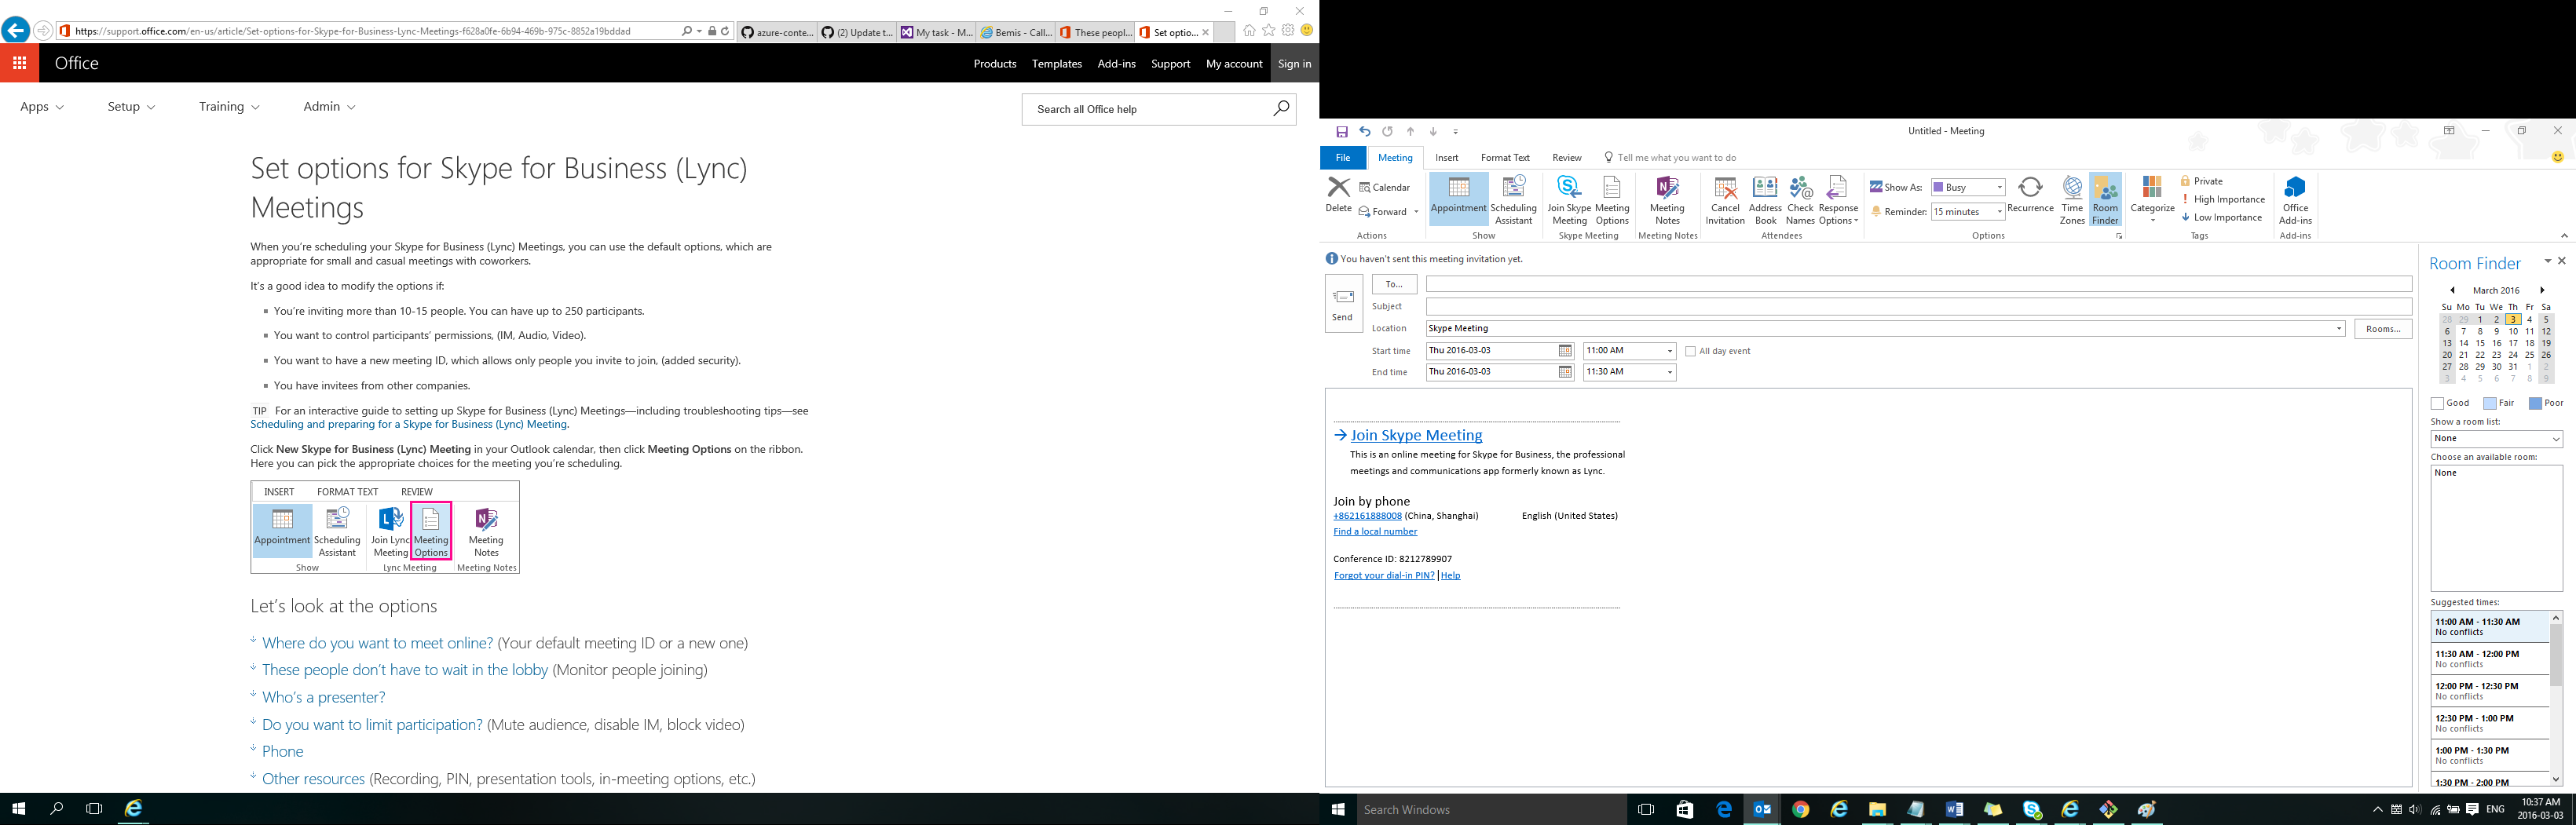 https://support.office.com/en-us/article/Set-options-for-Skype-for-Business-Lync-Meetings-f628a0fe-6b94-469b-975c-8852a19bddad
azure-conte... (2) Update t... My task - M... Bemis - Call... These peopl... Set optio...
Office
Products Templates Add-ins Support My account Sign in
Apps Setup Training Admin
Search all Office help
Set options for Skype for Business (Lync)
Meetings
When you're scheduling your Skype for Business (Lync) Meetings, you can use the default options, which are
appropriate for small and casual meetings with coworkers.
It's a good idea to modify the options if:
You're inviting more than 10-15 people. You can have up to 250 participants.
You want to control participants' permissions, (IM, Audio, Video).
You want to have a new meeting ID, which allows only people you invite to join, (added security).
You have invitees from other companies.
TIP For an interactive guide to setting up Skype for Business (Lync) Meetings—including troubleshooting tips—see
Scheduling and preparing for a Skype for Business (Lync) Meeting.
Click New Skype for Business (Lync) Meeting in your Outlook calendar, then click Meeting Options on the ribbon.
Here you can pick the appropriate choices for the meeting you're scheduling.
INSERT FORMAT TEXT REVIEW
Appointment Scheduling Join Lync Meeting Meeting
Assistant Meeting Options Notes
Show Lync Meeting Meeting Notes
Let's look at the options
Where do you want to meet online? (Your default meeting ID or a new one)
These people don't have to wait in the lobby (Monitor people joining)
Who's a presenter?
Do you want to limit participation? (Mute audience, disable IM, block video)
Phone
Other resources (Recording, PIN, presentation tools, in-meeting options, etc.)
Untitled - Meeting
File Meeting Insert Format Text Review Tell me what you want to do
Delete Calendar Forward
Appointment Scheduling Assistant
Join Skype Meeting Meeting Options
Meeting Notes
Cancel Invitation Address Book Check Names Response Options
Show As: Busy
Reminder: 15 minutes
Recurrence Time Zones Room Finder
Categorize Private
High Importance
Low Importance
Office Add-ins
Actions Show Skype Meeting Meeting Notes Attendees Options Tags Add-ins
You haven't sent this meeting invitation yet.
Send
To...
Subject
Location Skype Meeting Rooms...
Start time Thu 2016-03-03 11:00 AM All day event
End time Thu 2016-03-03 11:30 AM
Join Skype Meeting
This is an online meeting for Skype for Business, the professional
meetings and communications app formerly known as Lync.
Join by phone
+862161888008 (China, Shanghai) English (United States)
Find a local number
Conference ID: 8212789907
Forgot your dial-in PIN? | Help
Room Finder
March 2016
Su Mo Tu We Th Fr Sa
28 29 1 2 3 4 5
6 7 8 9 10 11 12
13 14 15 16 17 18 19
20 21 22 23 24 25 26
27 28 29 30 31 1 2
3 4 5 6 7 8 9
Good Fair Poor
Show a room list:
None
Choose an available room:
None
Suggested times:
11:00 AM - 11:30 AM
No conflicts
11:30 AM - 12:00 PM
No conflicts
12:00 PM - 12:30 PM
No conflicts
12:30 PM - 1:00 PM
No conflicts
1:00 PM - 1:30 PM
No conflicts
1:30 PM - 2:00 PM
Search Windows
ENG
10:37 AM
2016-03-03